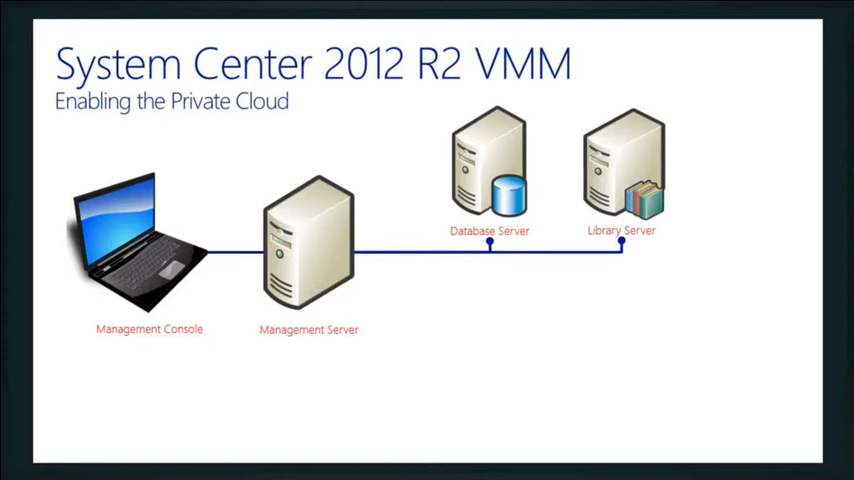 System Center 2012 R2 VMM
Enabling the Private Cloud
Database Server
Library Server
Management Console
Management Server